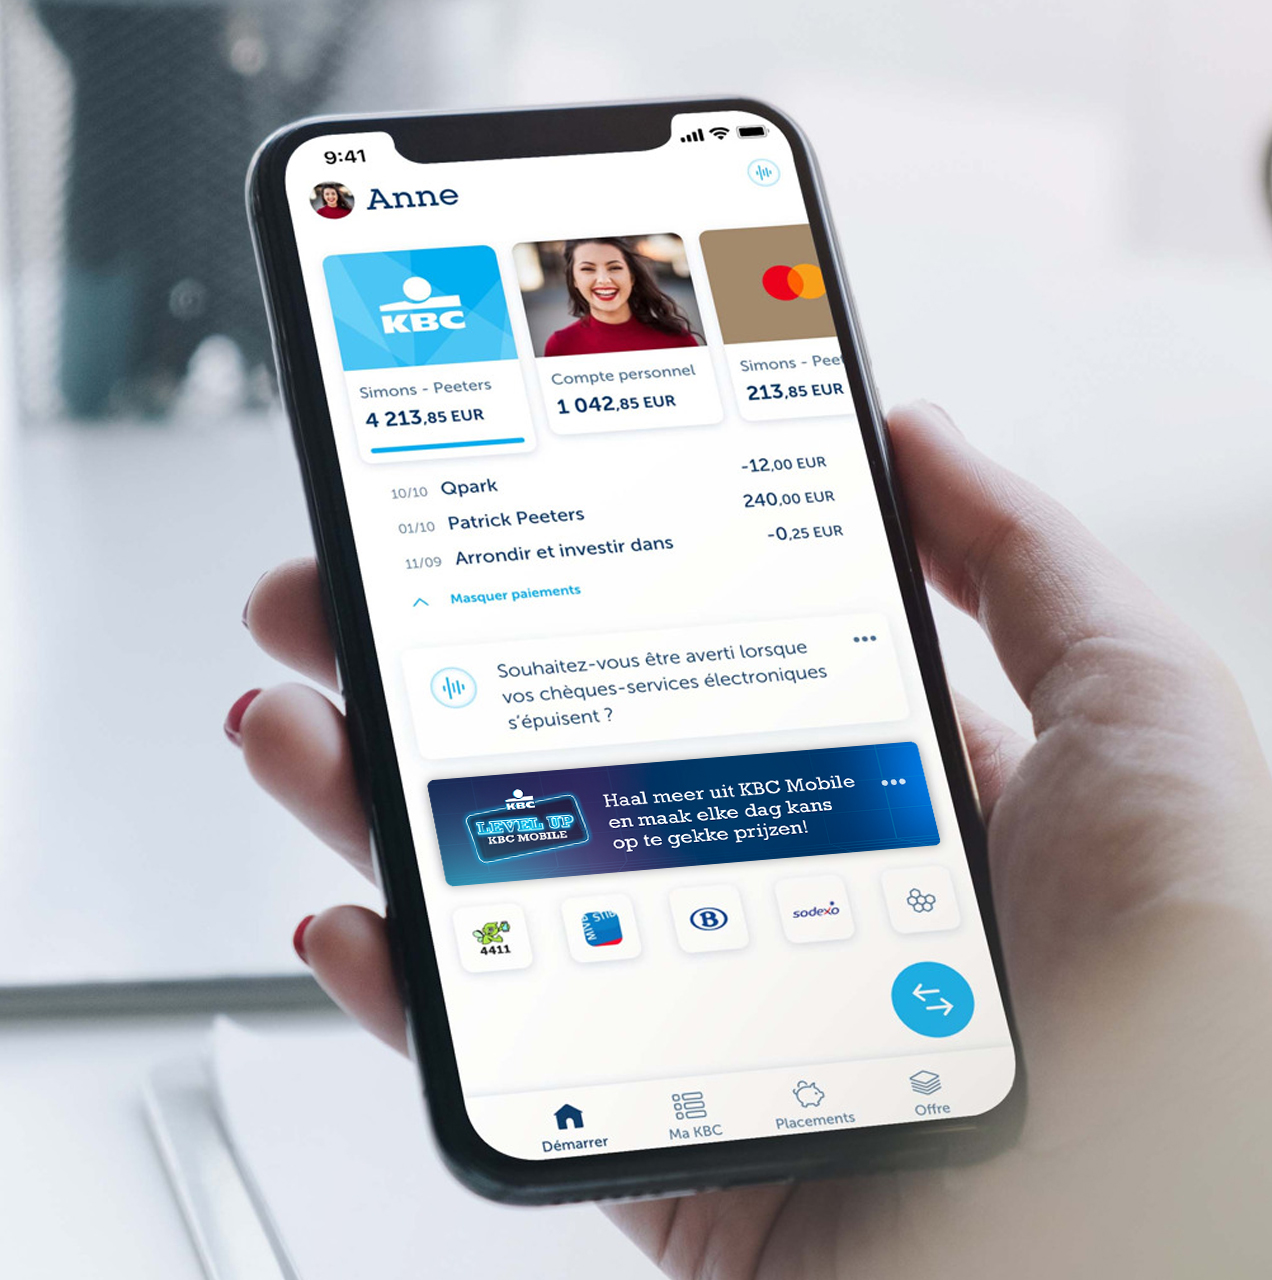 9:41
Anne
KBC
Simons - Peeters
4 213,85 EUR
Compte personnel
1 042,85 EUR
Simons - Pee
213,85 EUR
10/10 Qpark -12,00 EUR
01/10 Patrick Peeters 240,00 EUR
11/09 Arrondir et investir dans -0,25 EUR
Masquer paiements
Souhaitez-vous être averti lorsque
vos chèques-services électroniques
s'épuisent ?
KBC
LEVEL UP
KBC MOBILE
Haal meer uit KBC Mobile
en maak elke dag kans
op te gekke prijzen!
4411
MIVB STIB
B
sodexo
Démarrer
Ma KBC
Placements
Offre